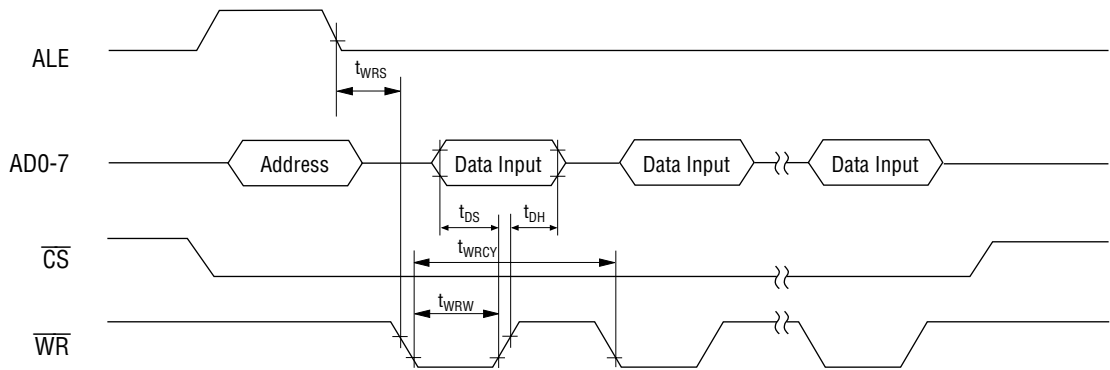 ALE
tWRS
AD0-7
Address
Data Input
Data Input
Data Input
tDS
tDH
CS
tWRCY
tWRW
WR